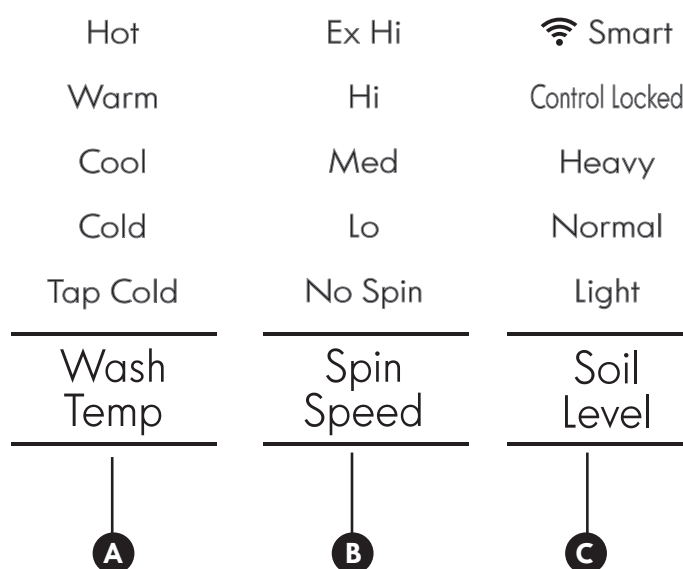 Hot Ex Hi Smart
Warm Hi Control Locked
Cool Med Heavy
Cold Lo Normal
Tap Cold No Spin Light
Wash Spin Soil
Temp Speed Level
A B C